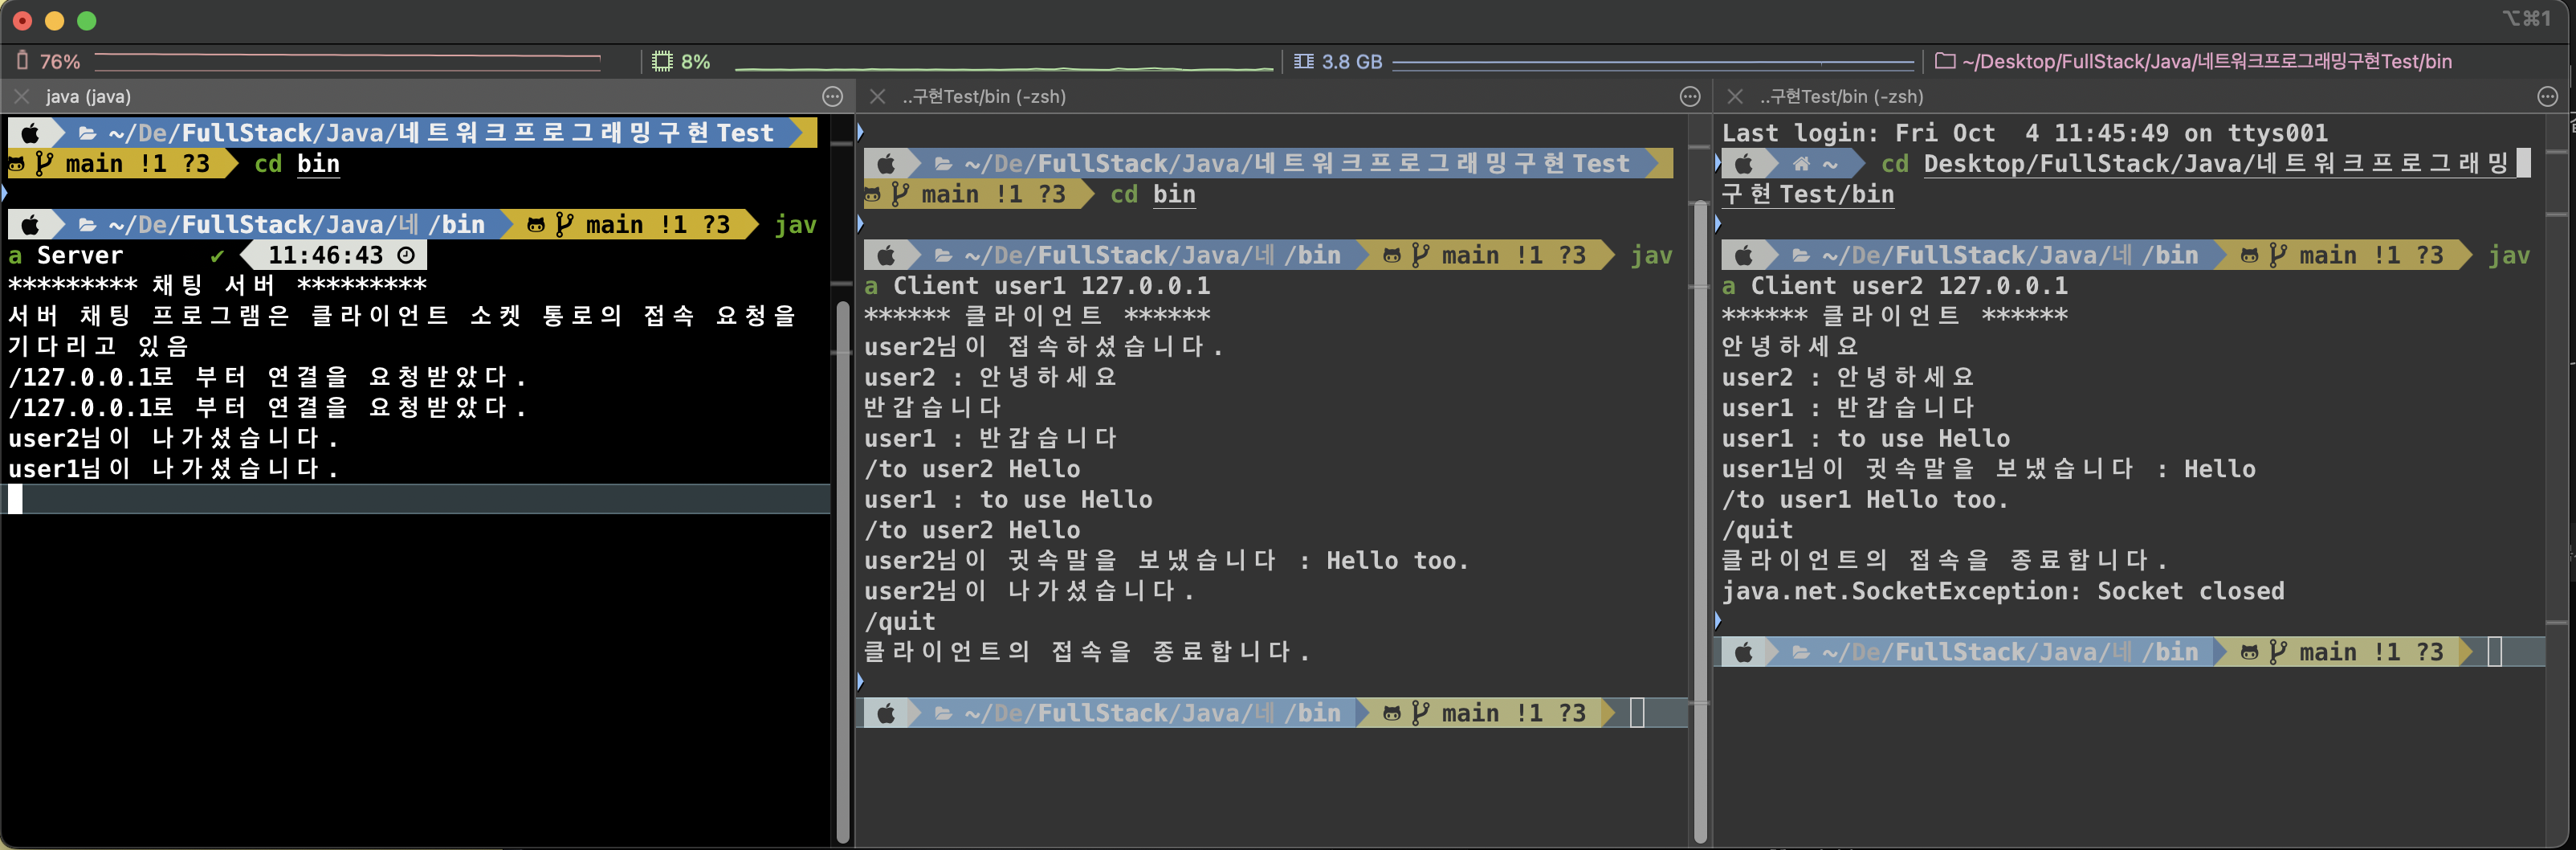 ⌥⌘1
76%
8%
3.8 GB
~/Desktop/FullStack/Java/네트워크프로그래밍구현Test/bin
java (java)
~/De/FullStack/Java/네트워크프로그래밍구현Test
main !1 ?3 cd bin
~/De/FullStack/Java/네 /bin main !1 ?3 jav
a Server ✔ 11:46:43
********* 채팅 서버 *********
서버 채팅 프로그램은 클라이언트 소켓 통로의 접속 요청을
기다리고 있음
/127.0.0.1로 부터 연결을 요청받았다.
/127.0.0.1로 부터 연결을 요청받았다.
user2님이 나가셨습니다.
user1님이 나가셨습니다.
..구현Test/bin (-zsh)
~/De/FullStack/Java/네트워크프로그래밍구현Test
main !1 ?3 cd bin
~/De/FullStack/Java/네 /bin main !1 ?3 jav
a Client user1 127.0.0.1
****** 클라이언트 ******
user2님이 접속하셨습니다.
user2 : 안녕하세요
반갑습니다
user1 : 반갑습니다
/to user2 Hello
user1 : to use Hello
/to user2 Hello
user2님이 귓속말을 보냈습니다 : Hello too.
user2님이 나가셨습니다.
/quit
클라이언트의 접속을 종료합니다.
~/De/FullStack/Java/네 /bin main !1 ?3
..구현Test/bin (-zsh)
Last login: Fri Oct  4 11:45:49 on ttys001
~ cd Desktop/FullStack/Java/네트워크프로그래밍
구현Test/bin
~/De/FullStack/Java/네 /bin main !1 ?3 jav
a Client user2 127.0.0.1
****** 클라이언트 ******
안녕하세요
user2 : 안녕하세요
user1 : 반갑습니다
user1 : to use Hello
user1님이 귓속말을 보냈습니다 : Hello
/to user1 Hello too.
/quit
클라이언트의 접속을 종료합니다.
java.net.SocketException: Socket closed
~/De/FullStack/Java/네 /bin main !1 ?3